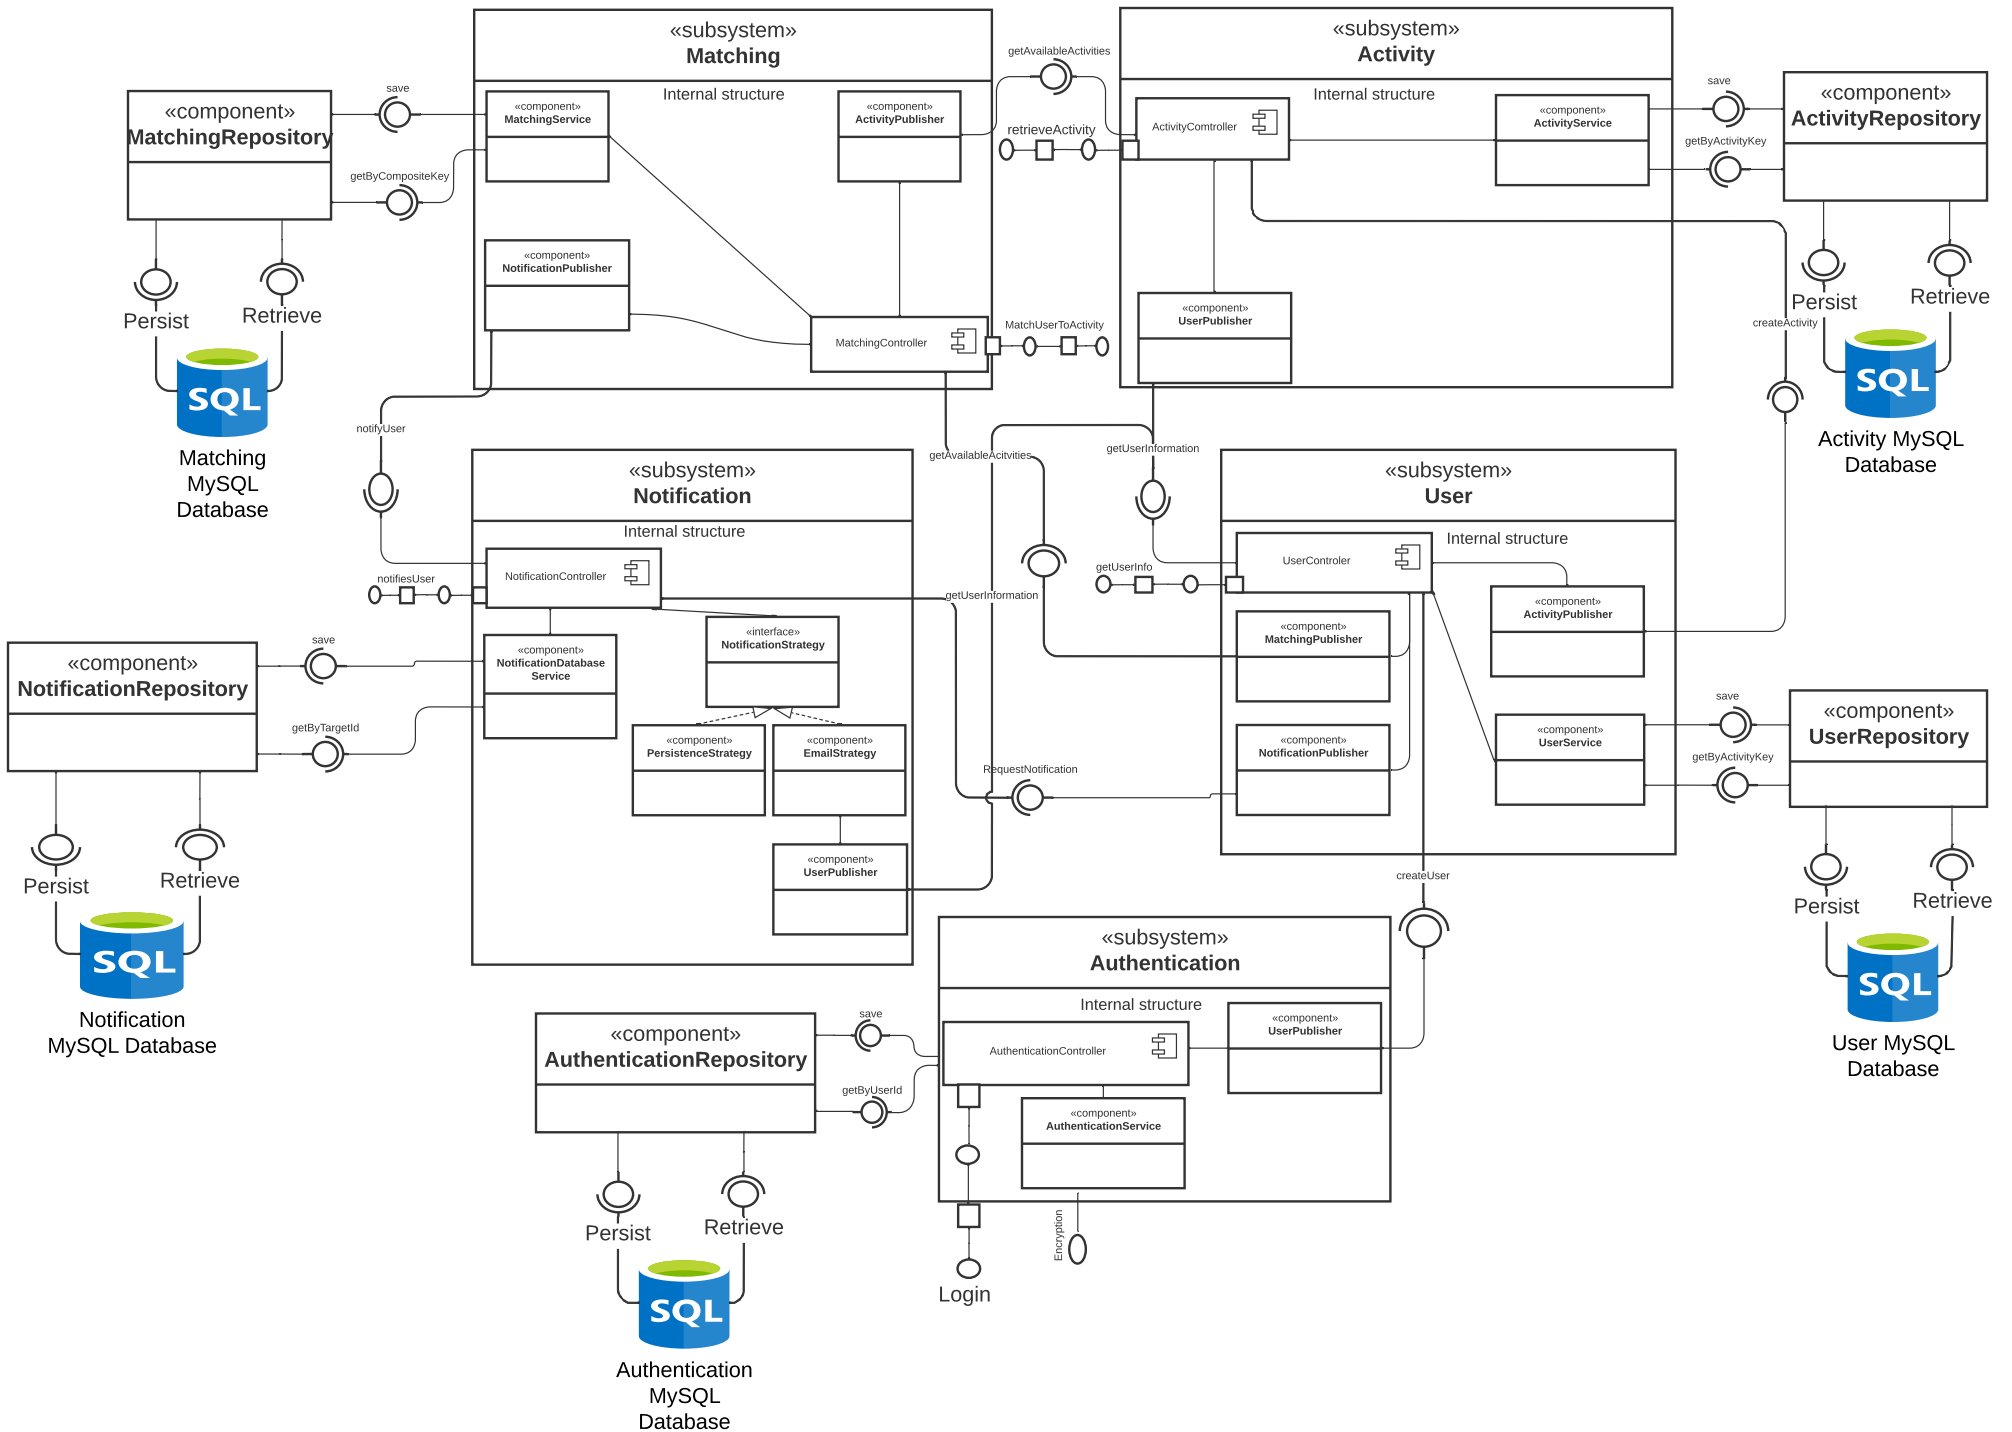 «subsystem»
Matching
Internal structure
«component»
MatchingService
«component»
ActivityPublisher
«component»
NotificationPublisher
MatchingController
«component»
MatchingRepository
save
getByCompositeKey
Persist
Retrieve
SQL
Matching
MySQL
Database
getAvailableActivities
retrieveActivity
MatchUserToActivity
«subsystem»
Activity
Internal structure
ActivityComtroller
«component»
ActivityService
«component»
UserPublisher
save
getByActivityKey
«component»
ActivityRepository
Persist
Retrieve
createActivity
SQL
Activity MySQL
Database
notifyUser
getAvailableAcitvities
getUserInformation
«subsystem»
Notification
Internal structure
NotificationController
notifiesUser
getUserInformation
«component»
NotificationDatabase
Service
«interface»
NotificationStrategy
«component»
PersistenceStrategy
«component»
EmailStrategy
«component»
UserPublisher
save
getByTargetId
«component»
NotificationRepository
Persist
Retrieve
SQL
Notification
MySQL Database
«subsystem»
User
Internal structure
UserControler
getUserInfo
«component»
MatchingPublisher
«component»
ActivityPublisher
«component»
NotificationPublisher
«component»
UserService
RequestNotification
save
getByActivityKey
«component»
UserRepository
Persist
Retrieve
SQL
User MySQL
Database
createUser
«subsystem»
Authentication
Internal structure
AuthenticationController
«component»
UserPublisher
«component»
AuthenticationService
Encryption
Login
save
getByUserId
«component»
AuthenticationRepository
Persist
Retrieve
SQL
Authentication
MySQL
Database